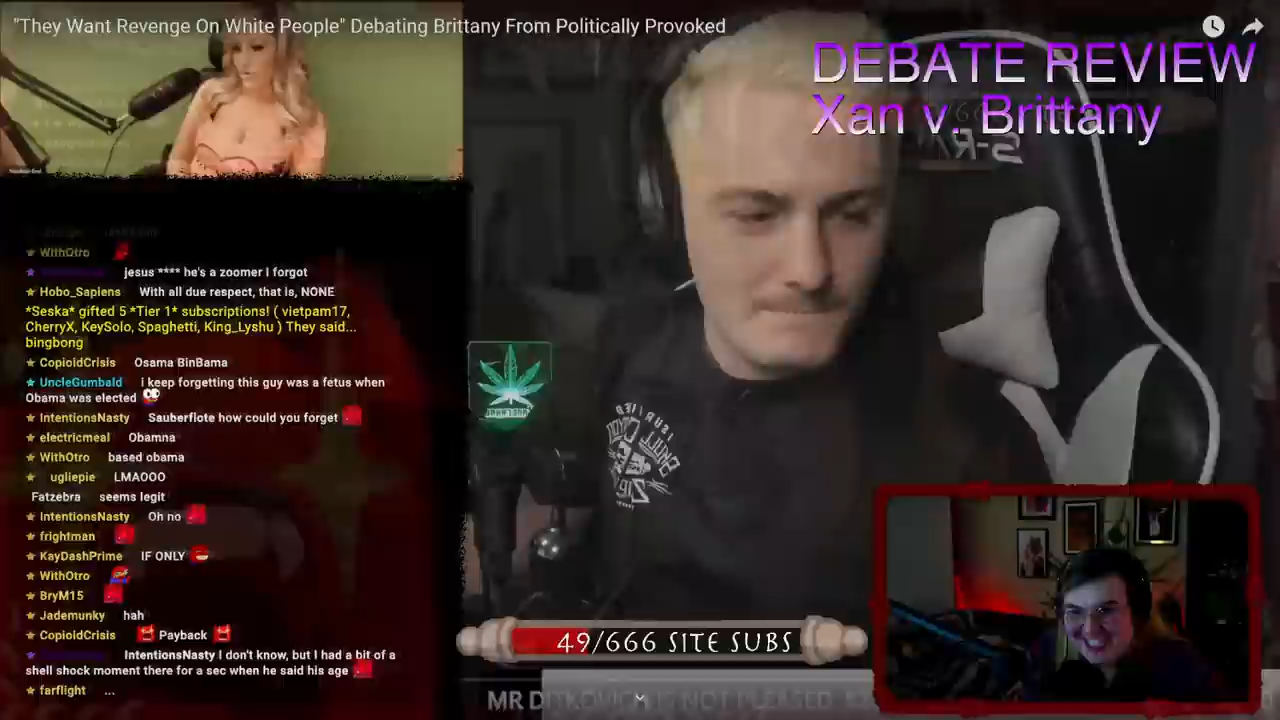 "They Want Revenge On White People" Debating Brittany From Politically Provoked
DEBATE REVIEW
Xan v. Brittany
WithOtro
jesus **** he's a zoomer I forgot
Hobo_Sapiens With all due respect, that is, NONE
*Seska* gifted 5 *Tier 1* subscriptions! ( vietpam17,
CherryX, KeySolo, Spaghetti, King_Lyshu ) They said...
bingbong
CopioidCrisis Osama BinBama
UncleGumbald i keep forgetting this guy was a fetus when
Obama was elected
IntentionsNasty Sauberflote how could you forget
electricmeal Obamna
WithOtro based obama
ugliepie LMAOOO
Fatzebra seems legit
IntentionsNasty Oh no
frightman
KayDashPrime IF ONLY
WithOtro
BryM15
Jademunky hah
CopioidCrisis Payback
IntentionsNasty I don't know, but I had a bit of a
shell shock moment there for a sec when he said his age
farflight ...
49/666 SITE SUBS
MR DITKOVICH IS NOT PLEASED